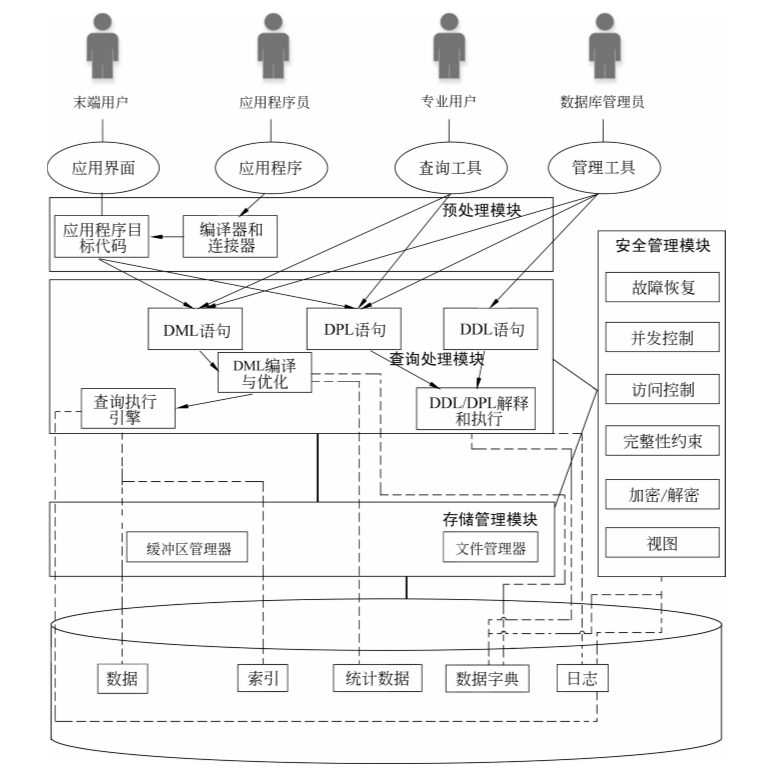 末端用户
应用程序员
专业用户
数据库管理员
应用界面
应用程序
查询工具
管理工具
预处理模块
应用程序目
标代码
编译器和
连接器
安全管理模块
故障恢复
并发控制
访问控制
完整性约束
加密/解密
视图
DML语句
DPL语句
DDL语句
查询处理模块
DML编译
与优化
查询执行
引擎
DDL/DPL解释
和执行
存储管理模块
缓冲区管理器
文件管理器
数据
索引
统计数据
数据字典
日志